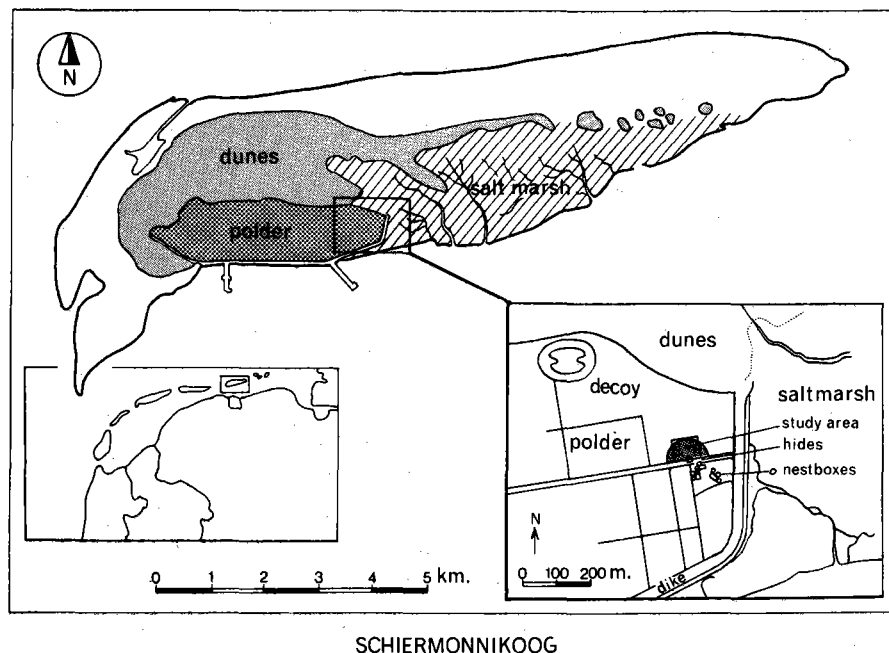 N
dunes
salt marsh
polder
dunes
decoy
saltmarsh
study area
polder
hides
nestboxes
N
0 100 200 m.
dike
0 1 2 3 4 5 km.
SCHIERMONNIKOOG